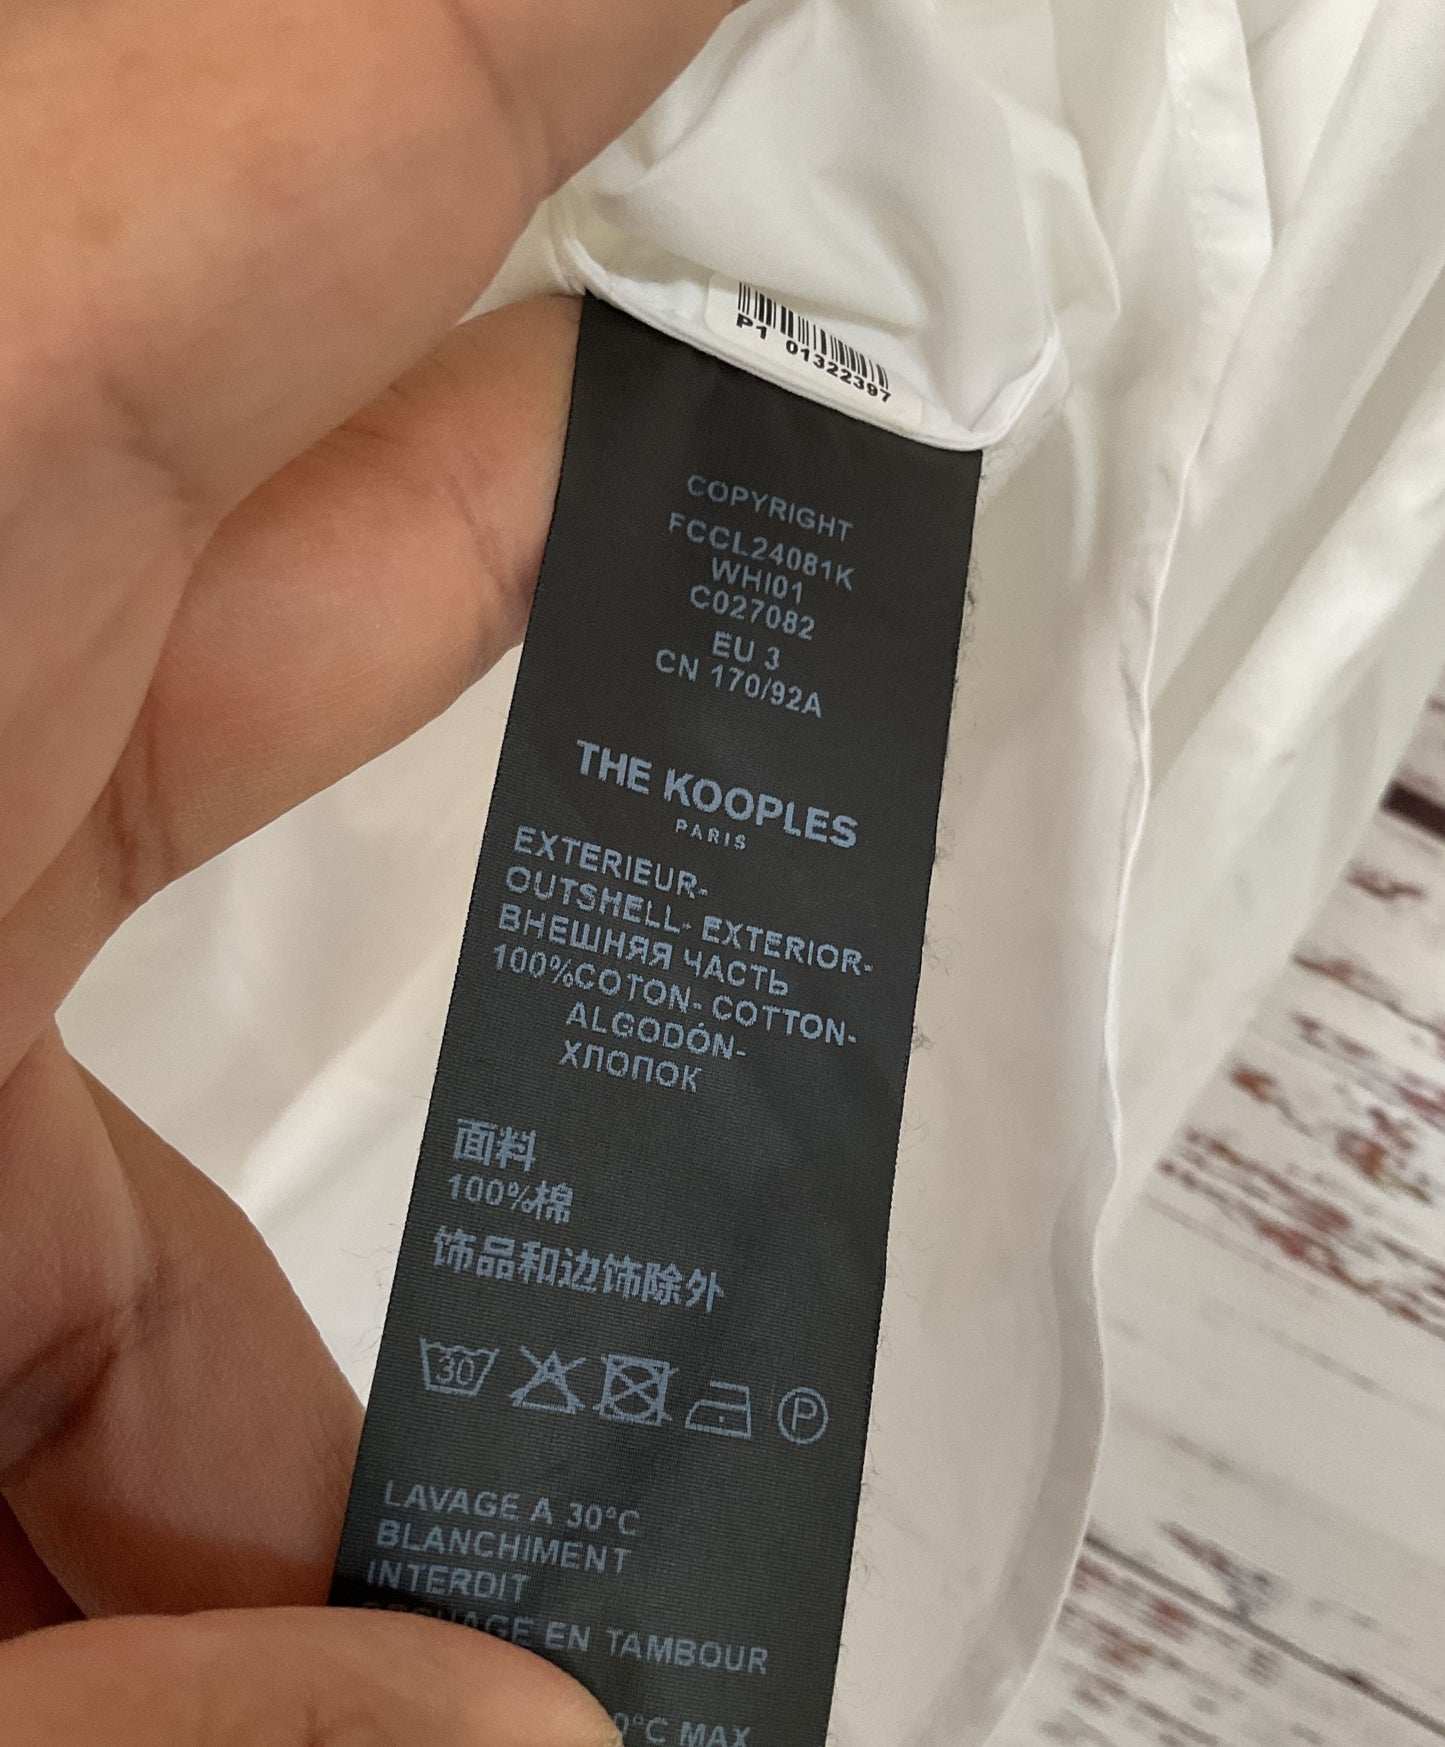 P1 01322397
COPYRIGHT
FCCL24081K
WHI01
C027082
EU 3
CN 170/92A
THE KOOPLES
PARIS
EXTERIEUR-
OUTSHELL- EXTERIOR-
ВНЕШНЯЯ ЧАСТЬ
100%COTON- COTTON-
ALGODÓN-
ХЛОПОК
面料
100%棉
饰品和边饰除外
30
P
LAVAGE A 30°C
BLANCHIMENT
INTERDIT
EN TAMBOUR
MAX